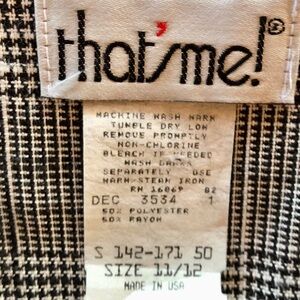 that's me!®
MACHINE WASH WARM
TUMBLE DRY LOW
REMOVE PROMPTLY
NON-CHLORINE
BLEACH IF NEEDED
WASH DARKS
SEPARATELY USE
WARM-STEAM IRON
RN 16069 82
DEC 3534 1
50% POLYESTER
50% RAYON
S 142-171 50
SIZE 11/12
MADE IN USA